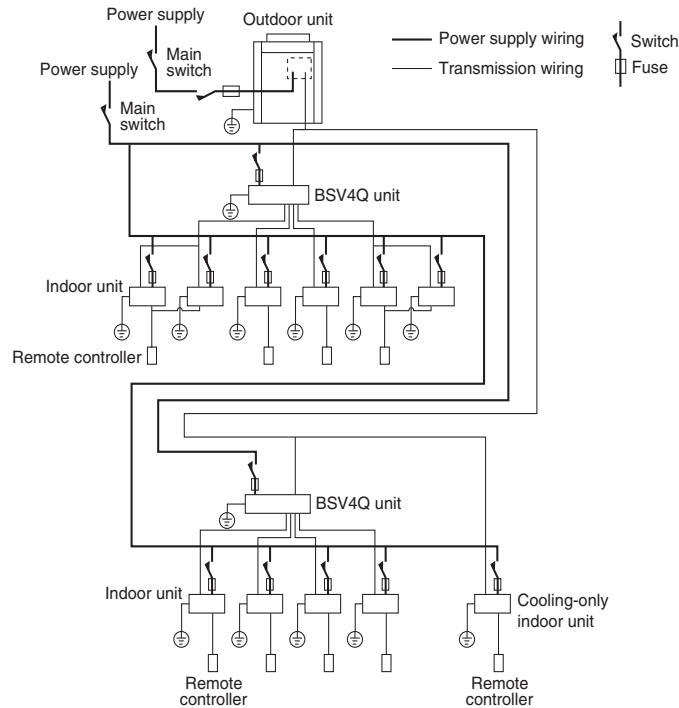 Power supply
Outdoor unit
Power supply wiring
Switch
Main
switch
Transmission wiring
Fuse
Power supply
Main
switch
BSV4Q unit
Indoor unit
Remote controller
BSV4Q unit
Indoor unit
Cooling-only
indoor unit
Remote
controller
Remote
controller